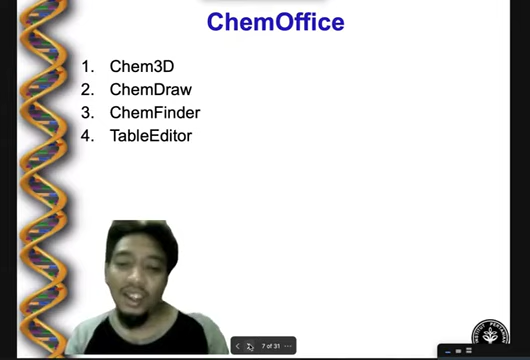 ChemOffice
1. Chem3D
2. ChemDraw
3. ChemFinder
4. TableEditor
7 of 31